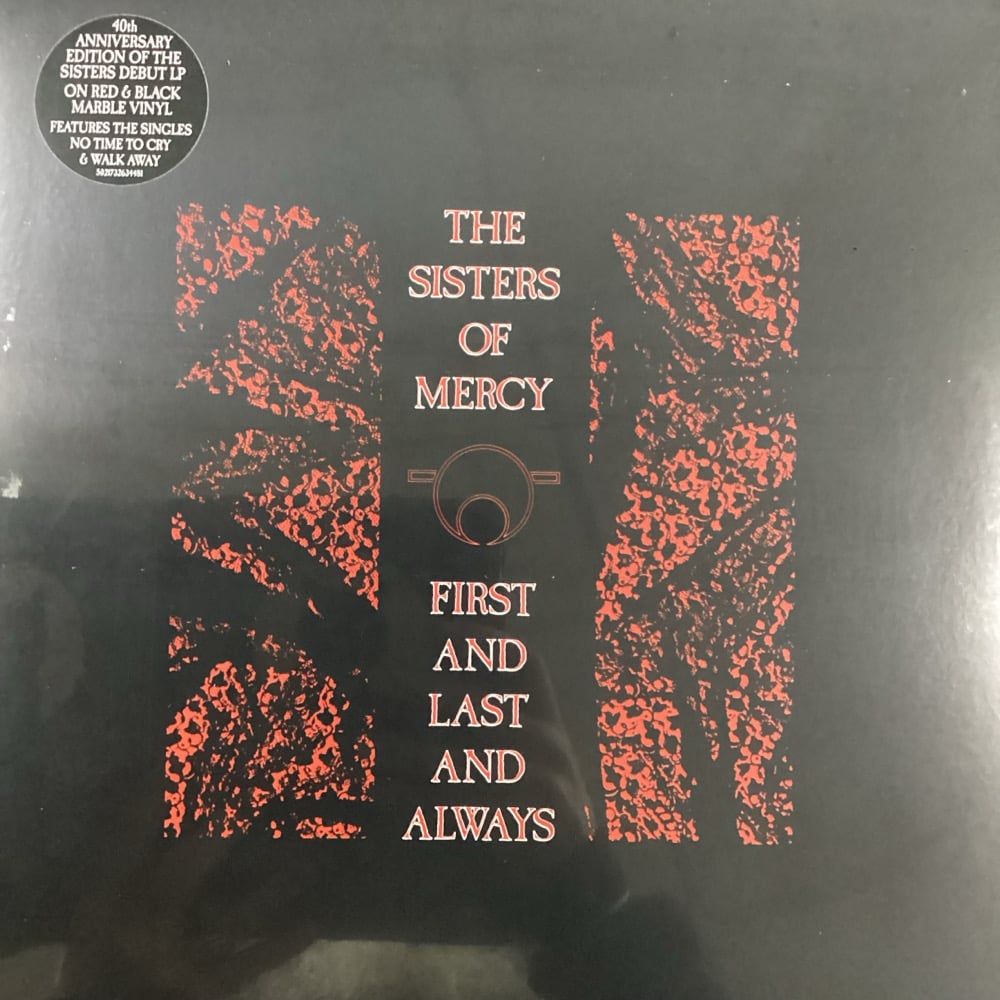 40th
ANNIVERSARY
EDITION OF THE
SISTERS DEBUT LP
ON RED & BLACK
MARBLE VINYL
FEATURES THE SINGLES
NO TIME TO CRY
& WALK AWAY
5021732634481
THE
SISTERS
OF
MERCY
FIRST
AND
LAST
AND
ALWAYS